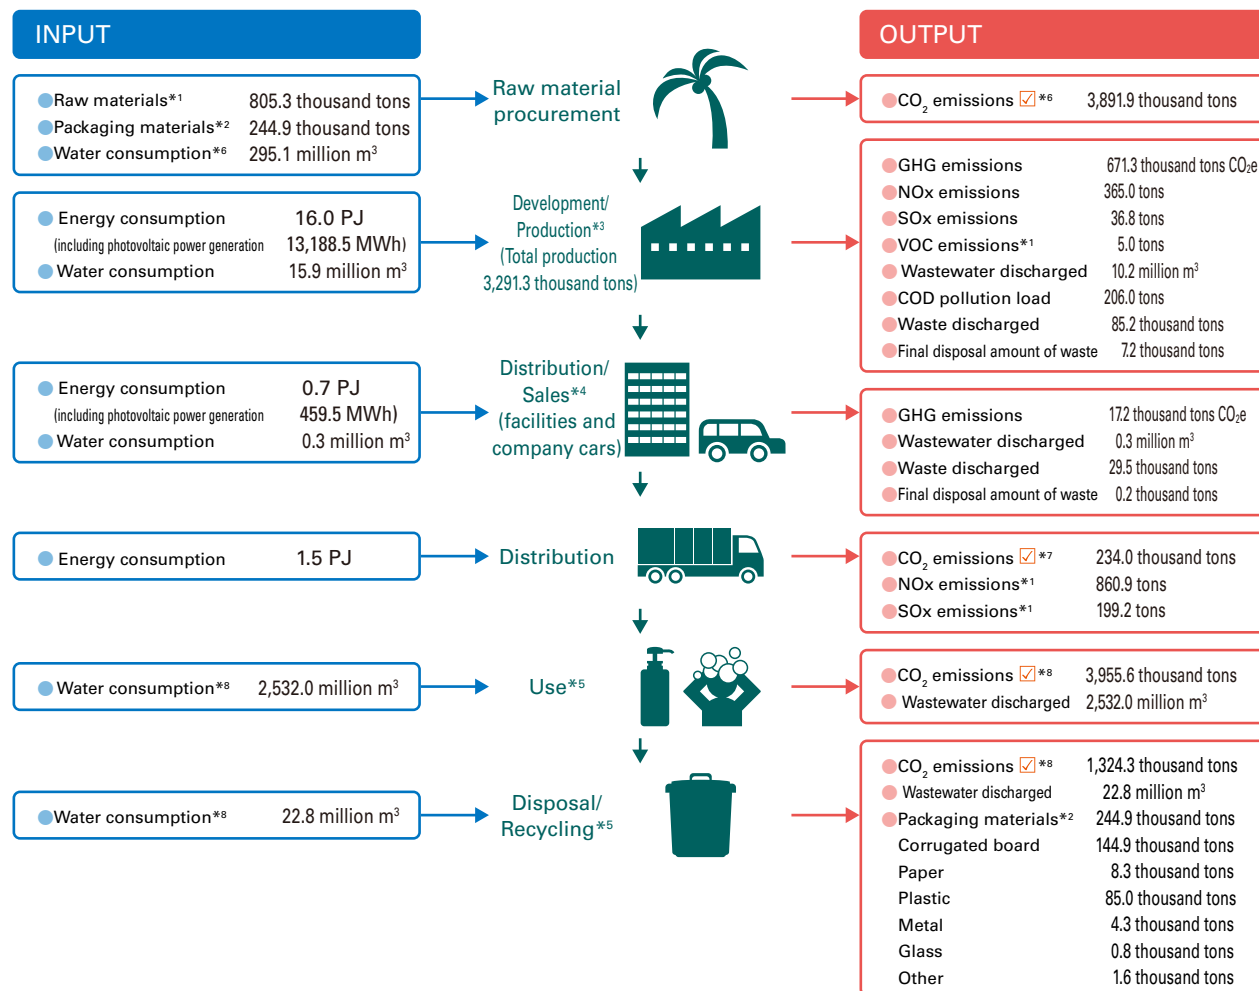 INPUT
Raw materials*1 805.3 thousand tons
Packaging materials*2 244.9 thousand tons
Water consumption*6 295.1 million m3
Energy consumption 16.0 PJ
(including photovoltaic power generation 13,188.5 MWh)
Water consumption 15.9 million m3
Energy consumption 0.7 PJ
(including photovoltaic power generation 459.5 MWh)
Water consumption 0.3 million m3
Energy consumption 1.5 PJ
Water consumption*8 2,532.0 million m3
Water consumption*8 22.8 million m3
Raw material
procurement
Development/
Production*3
(Total production
3,291.3 thousand tons)
Distribution/
Sales*4
(facilities and
company cars)
Distribution
Use*5
Disposal/
Recycling*5
OUTPUT
CO2 emissions ☑ *6 3,891.9 thousand tons
GHG emissions 671.3 thousand tons CO2e
NOx emissions 365.0 tons
SOx emissions 36.8 tons
VOC emissions*1 5.0 tons
Wastewater discharged 10.2 million m3
COD pollution load 206.0 tons
Waste discharged 85.2 thousand tons
Final disposal amount of waste 7.2 thousand tons
GHG emissions 17.2 thousand tons CO2e
Wastewater discharged 0.3 million m3
Waste discharged 29.5 thousand tons
Final disposal amount of waste 0.2 thousand tons
CO2 emissions ☑ *7 234.0 thousand tons
NOx emissions*1 860.9 tons
SOx emissions*1 199.2 tons
CO2 emissions ☑ *8 3,955.6 thousand tons
Wastewater discharged 2,532.0 million m3
CO2 emissions ☑ *8 1,324.3 thousand tons
Wastewater discharged 22.8 million m3
Packaging materials*2 244.9 thousand tons
Corrugated board 144.9 thousand tons
Paper 8.3 thousand tons
Plastic 85.0 thousand tons
Metal 4.3 thousand tons
Glass 0.8 thousand tons
Other 1.6 thousand tons